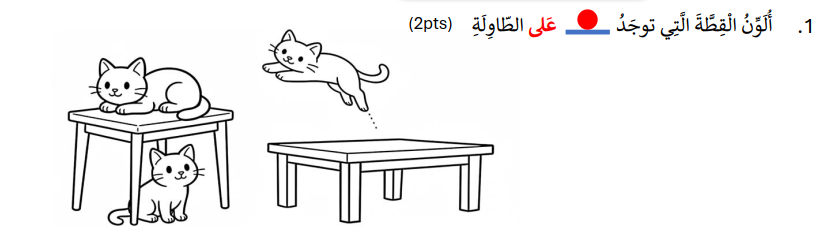 1. أُلَوِّنُ الْقِطَّةَ الَّتِي توجَدُ عَلى الطّاوِلَةِ (2pts)